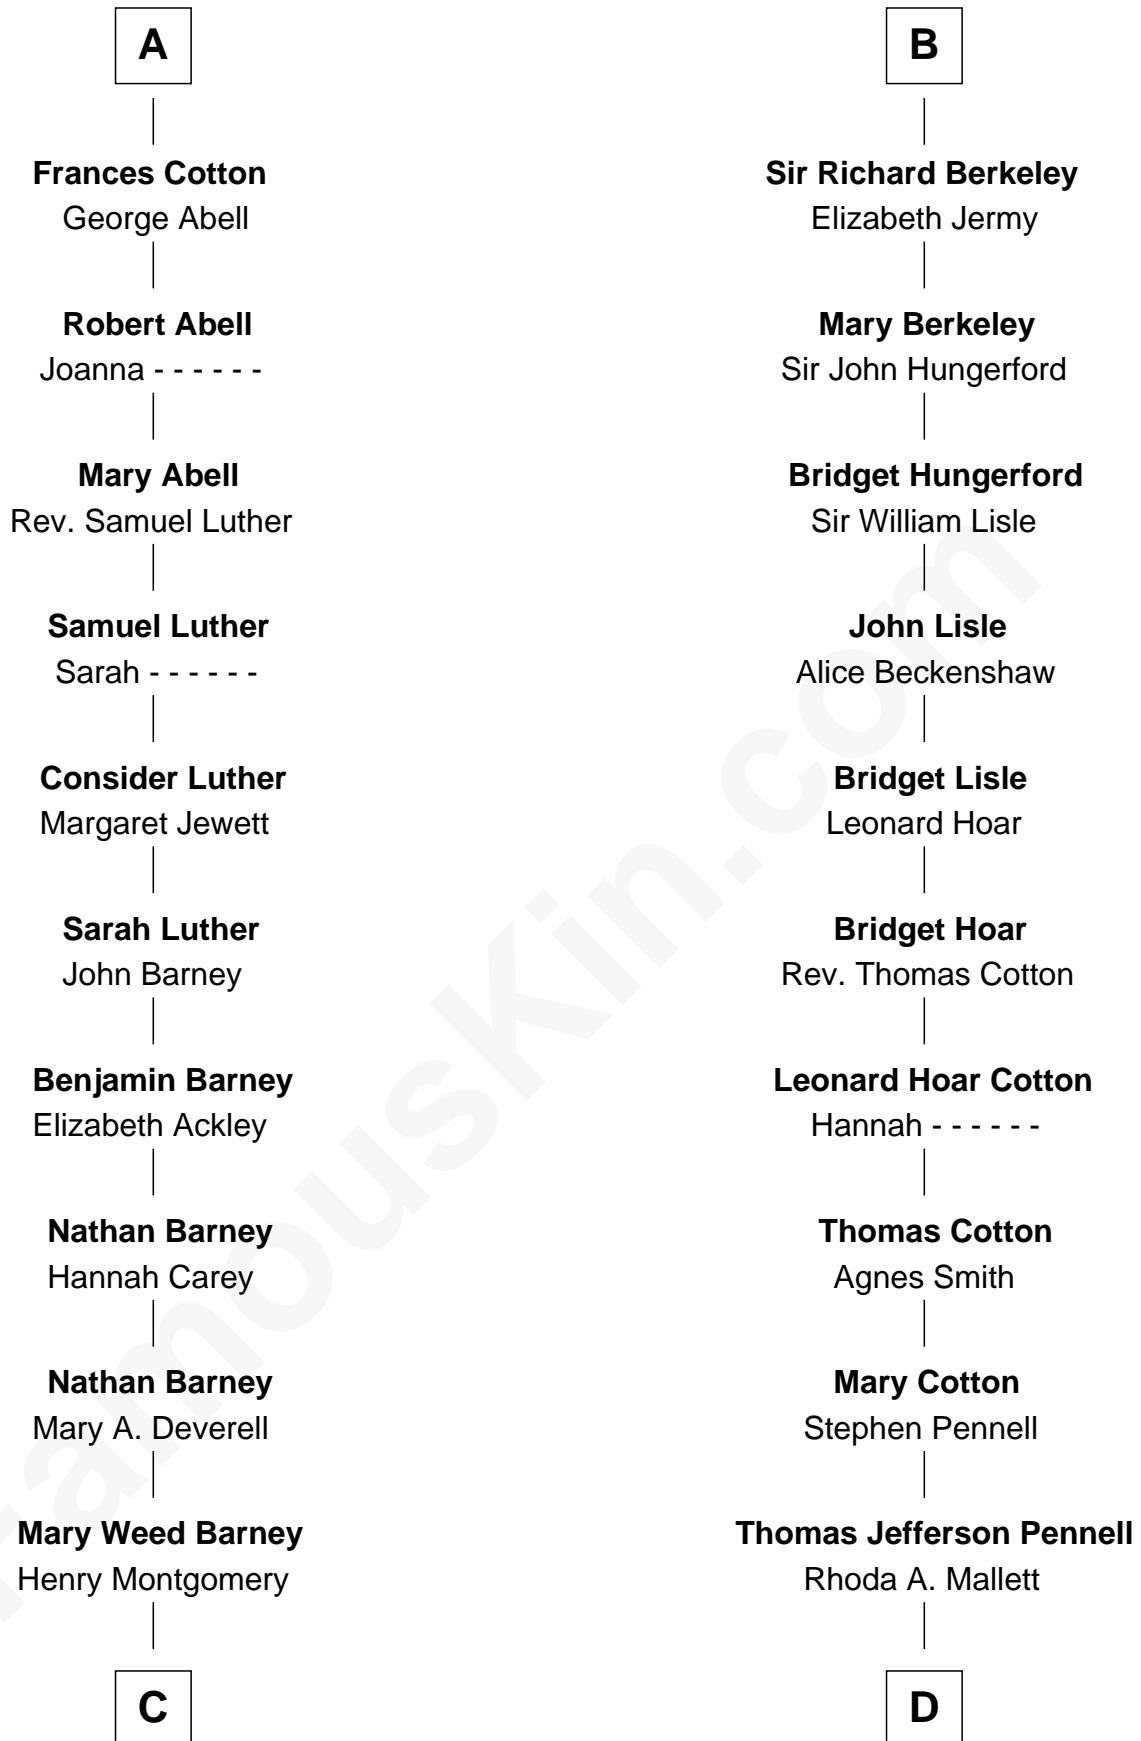 A
Frances Cotton
George Abell
Robert Abell
Joanna - - - - - -
Mary Abell
Rev. Samuel Luther
Samuel Luther
Sarah - - - - - -
Consider Luther
Margaret Jewett
Sarah Luther
John Barney
Benjamin Barney
Elizabeth Ackley
Nathan Barney
Hannah Carey
Nathan Barney
Mary A. Deverell
Mary Weed Barney
Henry Montgomery
C
B
Sir Richard Berkeley
Elizabeth Jermy
Mary Berkeley
Sir John Hungerford
Bridget Hungerford
Sir William Lisle
John Lisle
Alice Beckenshaw
Bridget Lisle
Leonard Hoar
Bridget Hoar
Rev. Thomas Cotton
Leonard Hoar Cotton
Hannah - - - - - -
Thomas Cotton
Agnes Smith
Mary Cotton
Stephen Pennell
Thomas Jefferson Pennell
Rhoda A. Mallett
D
FamousKin.com